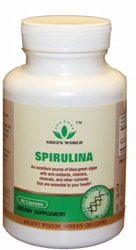 TM
GREEN WORLD
SPIRULINA
An excellent source of blue-green algae
with anti-oxidants, vitamins,
minerals, and other nutrients
that are essential to your health
DIETARY SUPPLEMENT